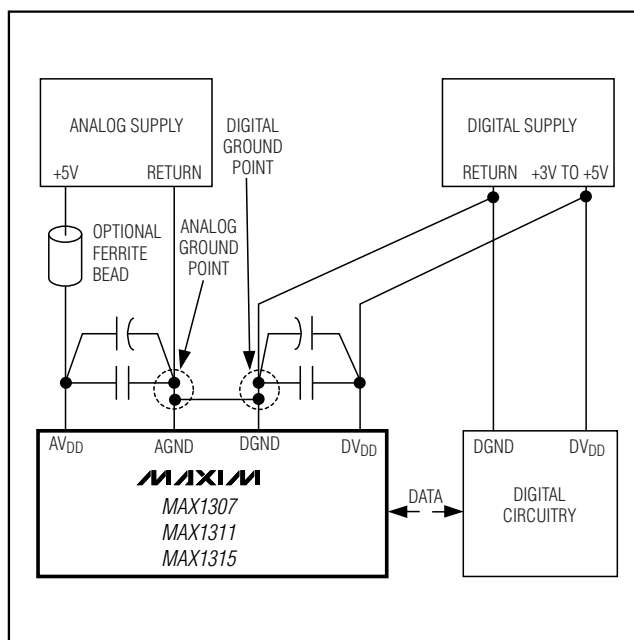 ANALOG SUPPLY
+5V RETURN
DIGITAL
GROUND
POINT
DIGITAL SUPPLY
RETURN +3V TO +5V
OPTIONAL
FERRITE
BEAD
ANALOG
GROUND
POINT
AVDD AGND DGND DVDD
MAXIM
MAX1307
MAX1311
MAX1315
DATA
DGND DVDD
DIGITAL
CIRCUITRY